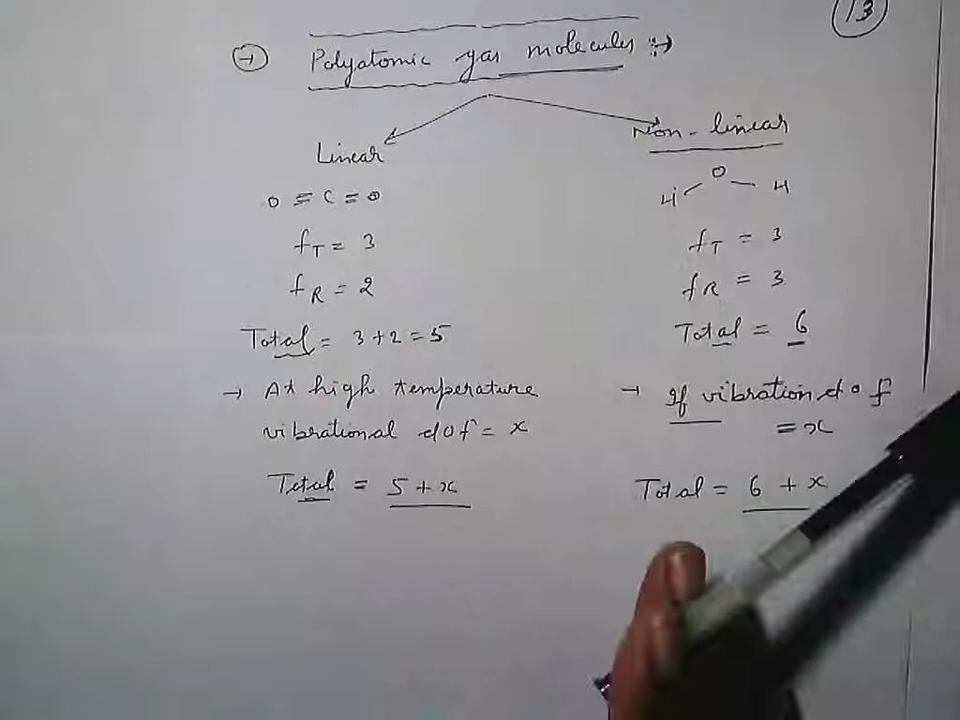 13
→ Polyatomic gas molecules :→
Linear
O = C = O
fT = 3
fR = 2
Total = 3+2=5
→ At high temperature
vibrational dof = x
Total = 5+x
Non-linear
H – O – H
fT = 3
fR = 3
Total = 6
→ If vibration dof
= x
Total = 6 + x